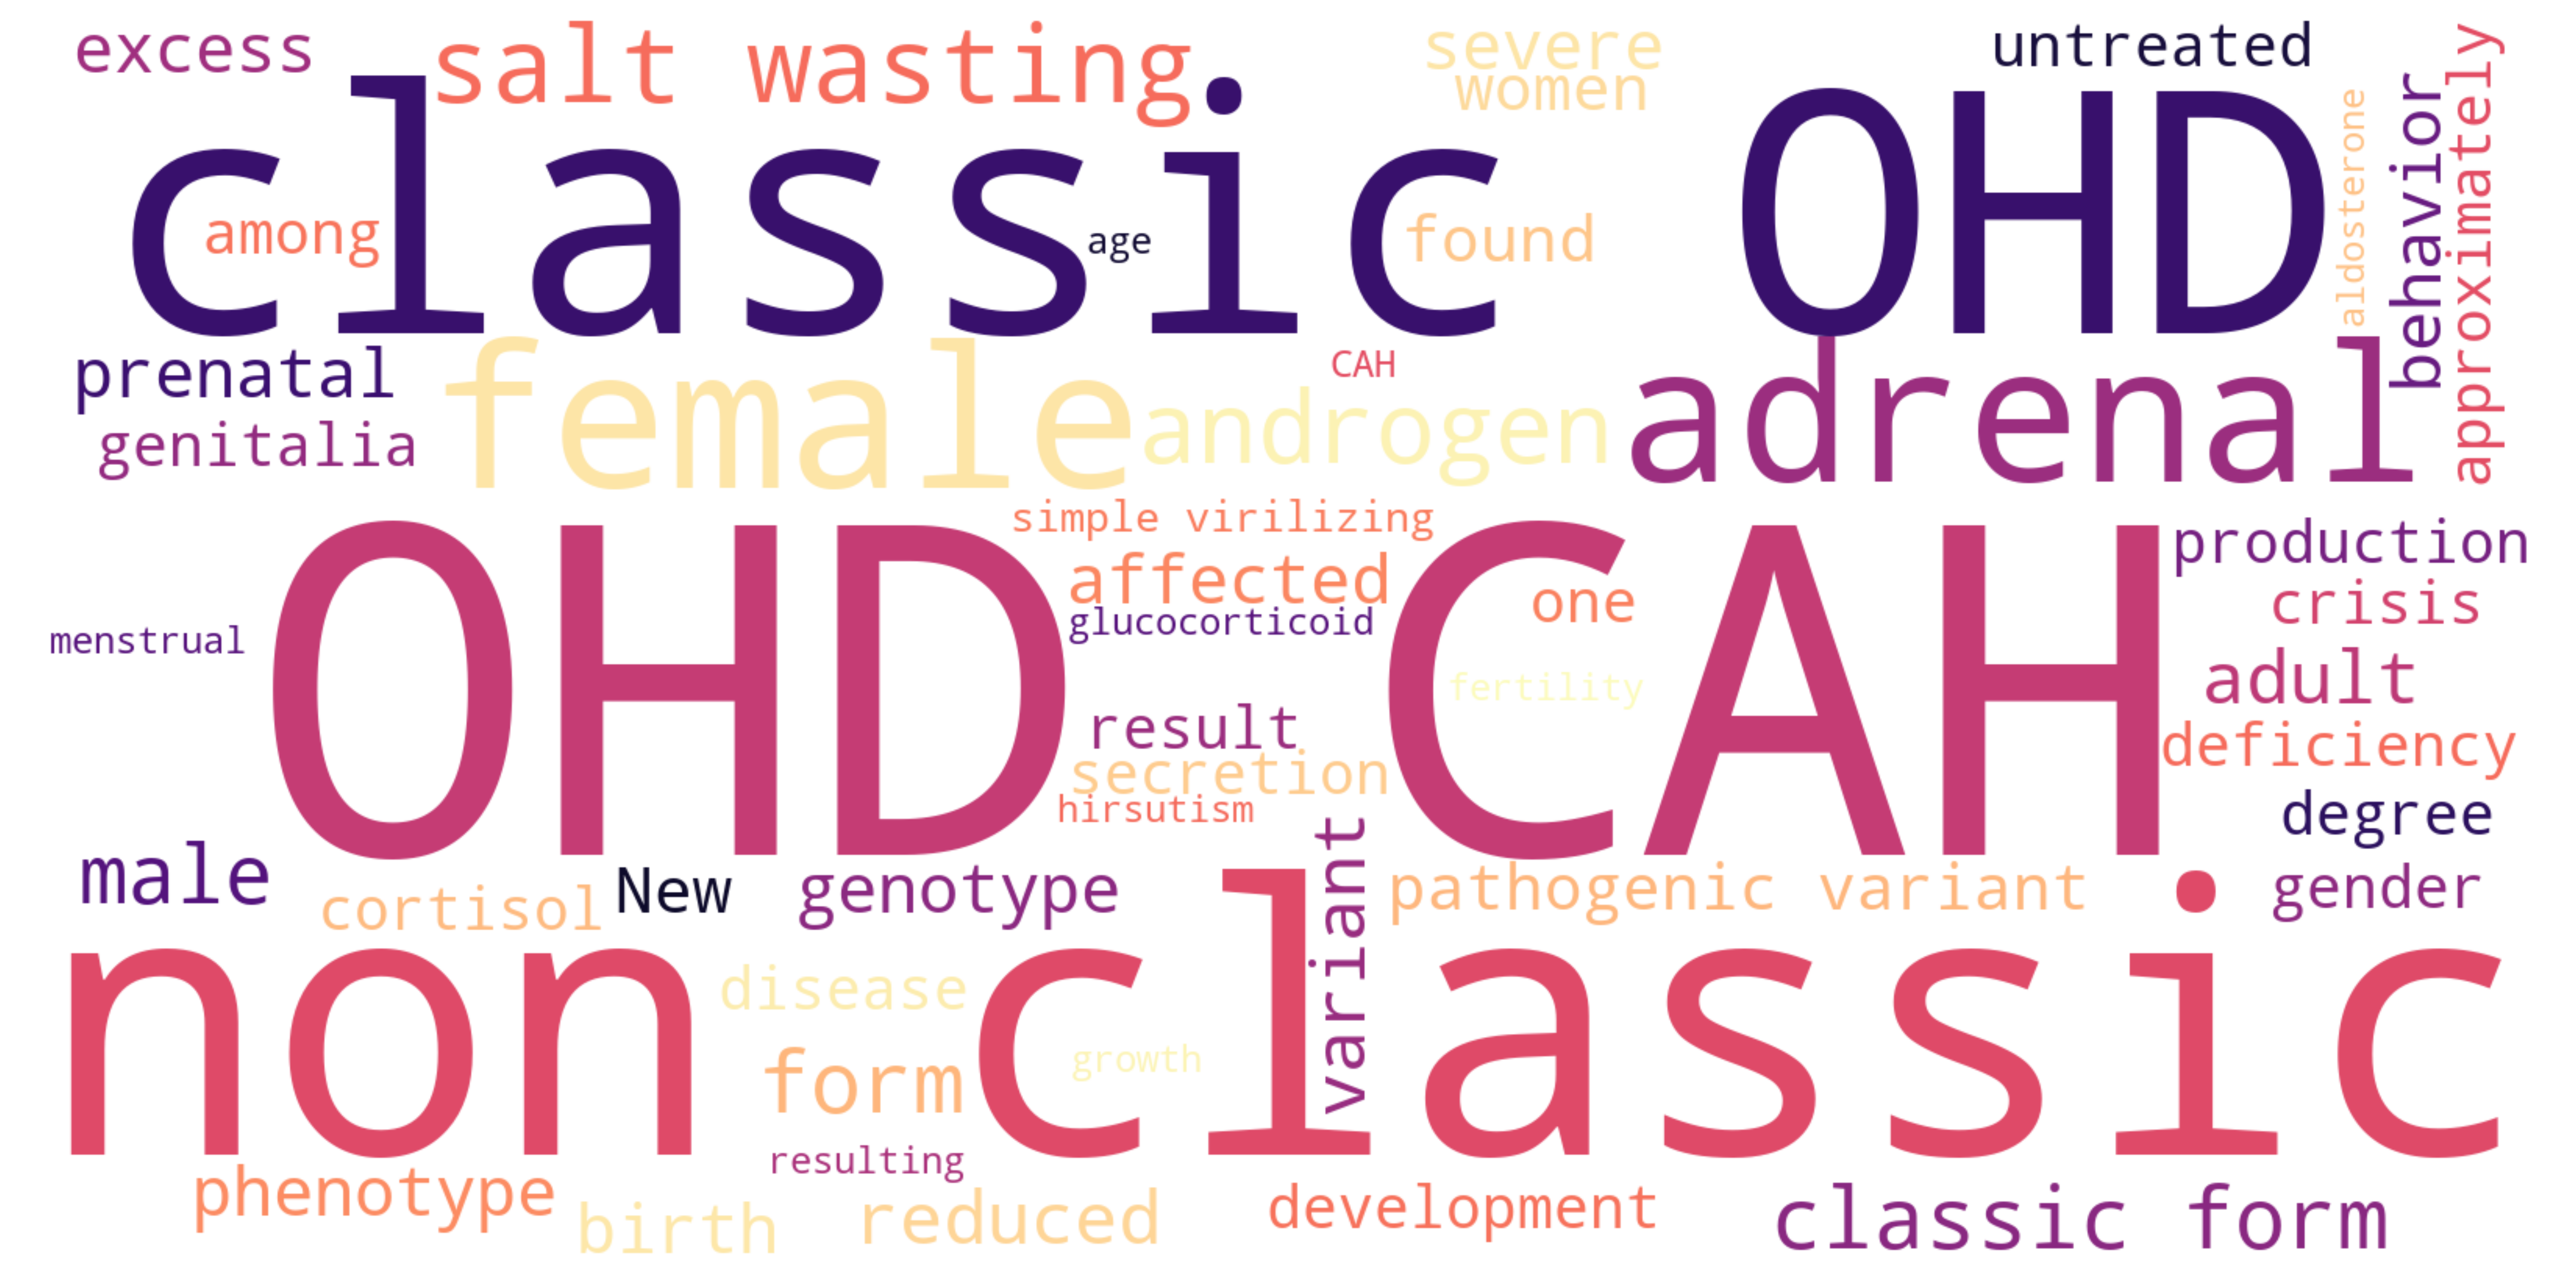 excess
salt wasting
severe
women
untreated
classic OHD
among
age
found
aldosterone
behavior
approximately
prenatal
genitalia
female
CAH
androgen
adrenal
simple virilizing
affected
glucocorticoid
OHD CAH
one
fertility
menstrual
result
secretion
hirsutism
production
crisis
adult
deficiency
degree
gender
male
cortisol
New
genotype
variant
pathogenic variant
non classic
disease
form
growth
resulting
phenotype
birth
reduced
development
classic form